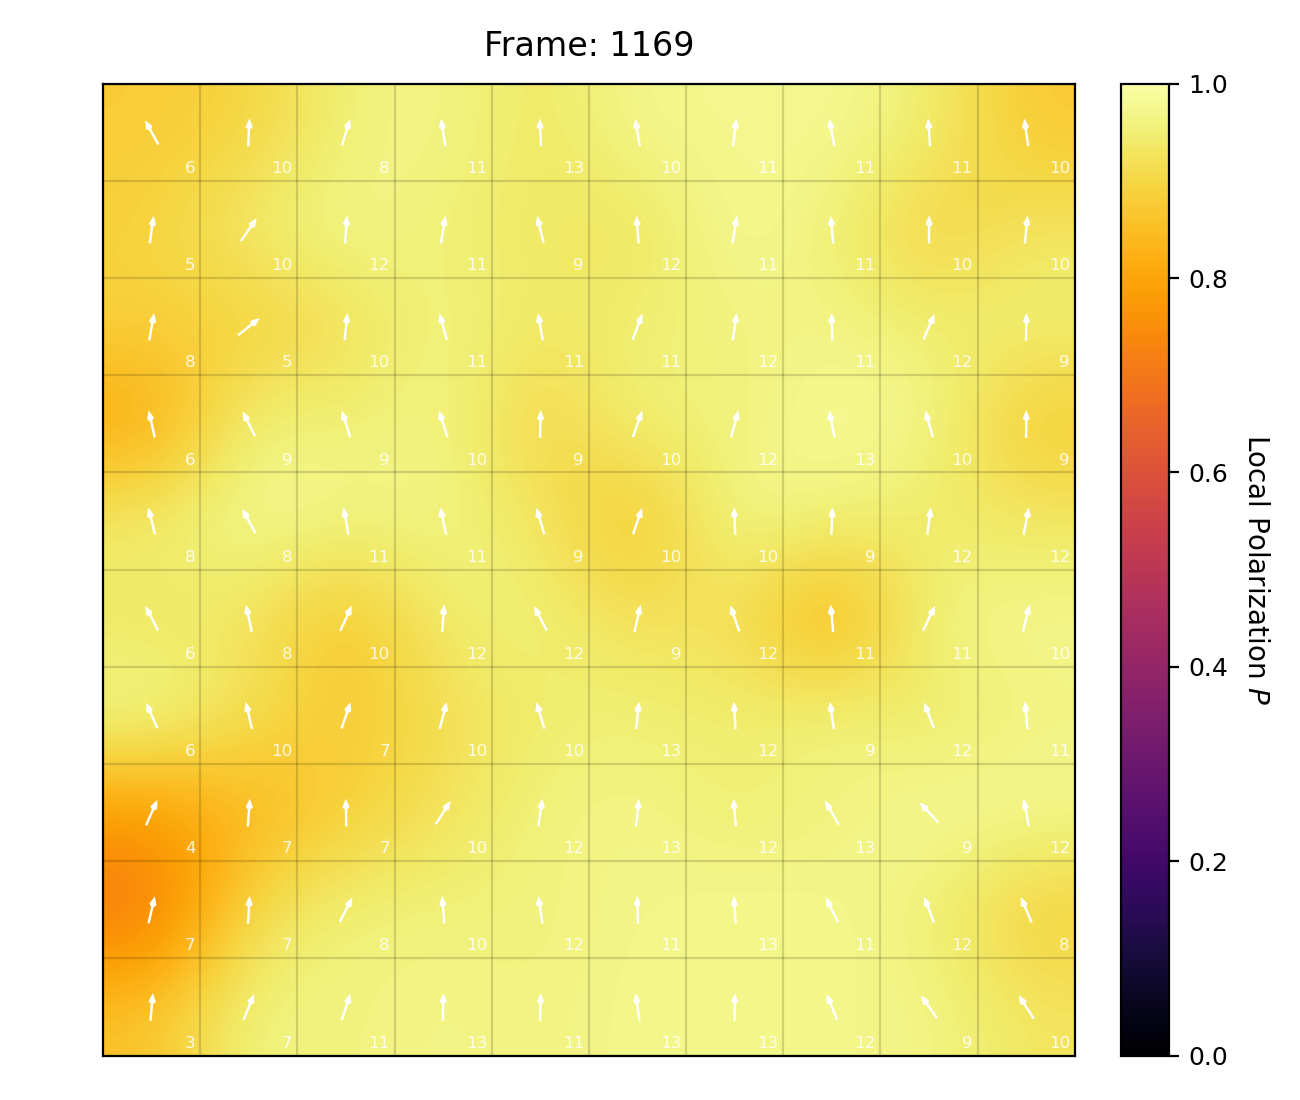 Frame: 1169
6 10 8 11 13 10 11 11 11 10
5 10 12 11 9 12 11 11 10 10
8 5 10 11 11 11 12 11 12 9
6 9 9 10 9 10 12 13 10 9
8 8 11 11 9 10 10 9 12 12
6 8 10 12 12 9 12 11 11 10
6 10 7 10 10 13 12 9 12 11
4 7 7 10 12 13 12 13 9 12
7 7 8 10 12 11 13 11 12 8
3 7 11 13 11 13 13 12 9 10
1.0
0.8
0.6
0.4
0.2
0.0
Local Polarization P